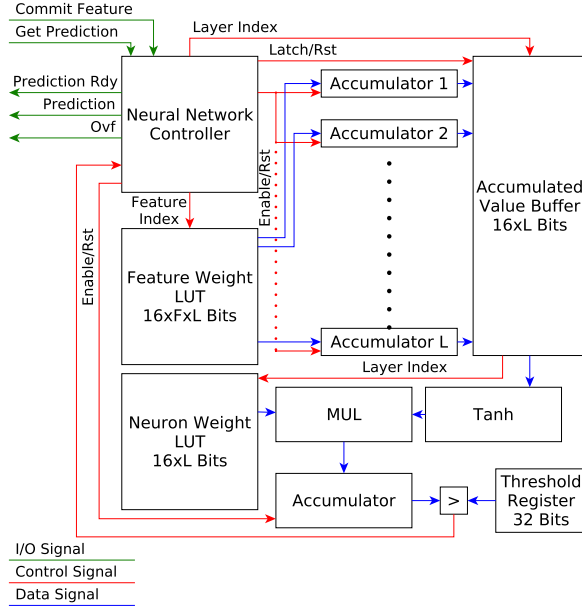 Commit Feature
Get Prediction
Layer Index
Latch/Rst
Prediction Rdy
Prediction
Ovf
Neural Network
Controller
Accumulator 1
Accumulator 2
Enable/Rst
Accumulated
Value Buffer
16xL Bits
Feature
Index
Enable/Rst
Feature Weight
LUT
16xFxL Bits
Accumulator L
Layer Index
Neuron Weight
LUT
16xL Bits
MUL
Tanh
Accumulator
>
Threshold
Register
32 Bits
I/O Signal
Control Signal
Data Signal